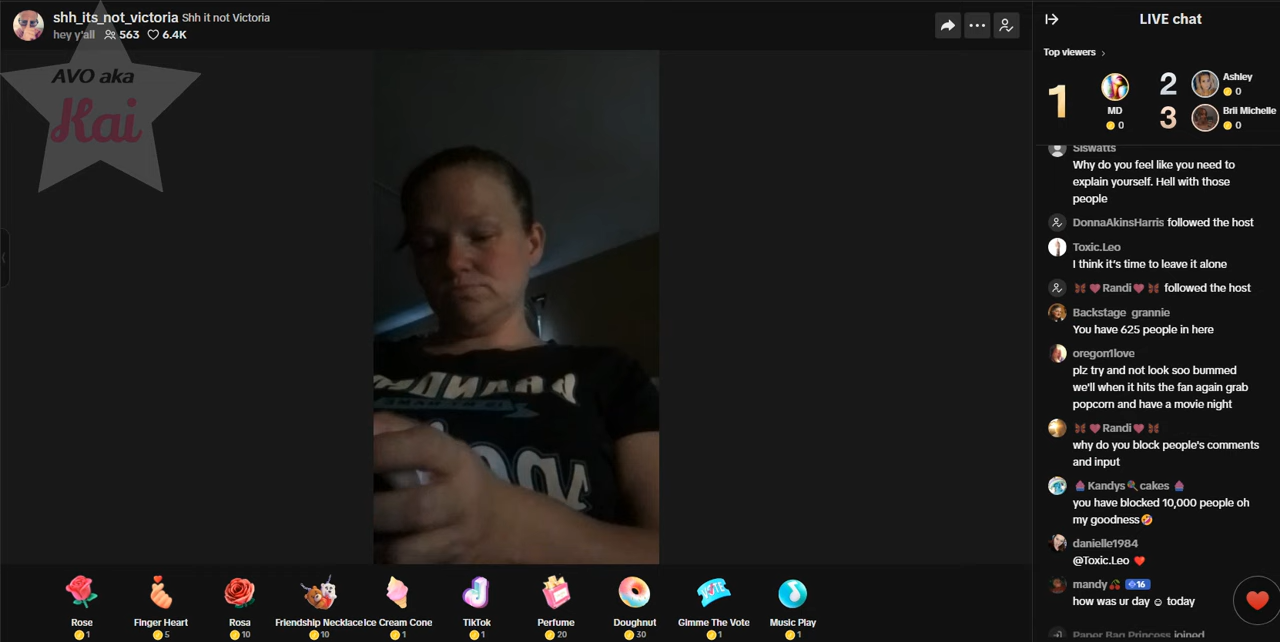 shh_its_not_victoria Shh it not Victoria
hey y'all 563 6.4K
AVO aka
Kai
LIVE chat
Top viewers
1
MD
0
2
Ashley
0
3
Brii Michelle
0
Siswatts
Why do you feel like you need to
explain yourself. Hell with those
people
DonnaAkinsHarris followed the host
Toxic.Leo
I think it's time to leave it alone
🦋❤Randi❤🦋 followed the host
Backstage grannie
You have 625 people in here
oregon1love
plz try and not look soo bummed
we'll when it hits the fan again grab
popcorn and have a movie night
🦋❤Randi❤🦋
why do you block people's comments
and input
🧁Kandys🍭cakes 🧁
you have blocked 10,000 people oh
my goodness🤣
danielle1984
@Toxic.Leo ❤
mandy🍒 16
how was ur day ☺ today
Paper Bag Princess joined
Rose
1
Finger Heart
5
Rosa
10
Friendship Necklace
10
Ice Cream Cone
1
TikTok
1
Perfume
20
Doughnut
30
VOTE
Gimme The Vote
1
Music Play
1